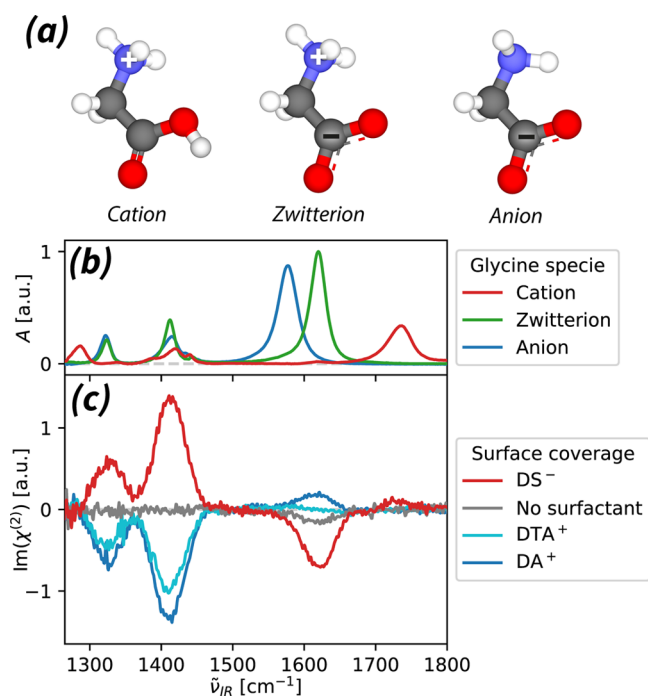 (a)
+
+
−
−
Cation
Zwitterion
Anion
(b)
1
0
A [a.u.]
Glycine specie
Cation
Zwitterion
Anion
(c)
1
0
−1
Im(χ⁽²⁾) [a.u.]
Surface coverage
DS⁻
No surfactant
DTA⁺
DA⁺
1300 1400 1500 1600 1700 1800
ν̃_IR [cm⁻¹]